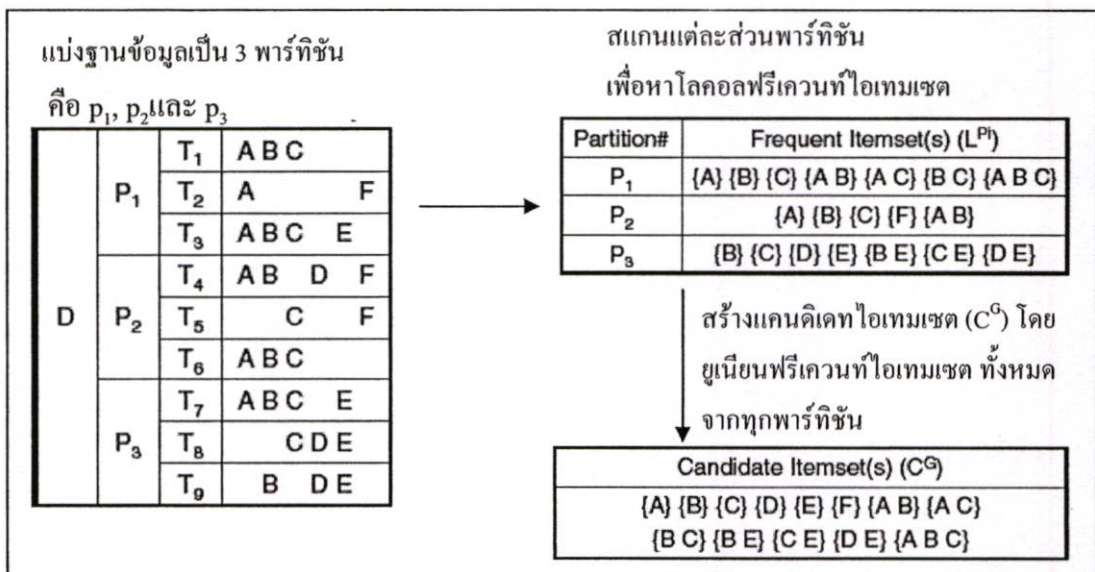 แบ่งฐานข้อมูลเป็น 3 พาร์ทิชัน
คือ p₁, p₂และ p₃
D
P₁
T₁ A B C
T₂ A F
T₃ A B C E
P₂
T₄ A B D F
T₅ C F
T₆ A B C
P₃
T₇ A B C E
T₈ C D E
T₉ B D E
สแกนแต่ละส่วนพาร์ทิชัน
เพื่อหาโลคอลฟรีเควนท์ไอเทมเซต
Partition# Frequent Itemset(s) (L^Pi)
P₁ {A} {B} {C} {A B} {A C} {B C} {A B C}
P₂ {A} {B} {C} {F} {A B}
P₃ {B} {C} {D} {E} {B E} {C E} {D E}
สร้างแคนดิเดทไอเทมเซต (C^G) โดย
ยูเนียนฟรีเควนท์ไอเทมเซต ทั้งหมด
จากทุกพาร์ทิชัน
Candidate Itemset(s) (C^G)
{A} {B} {C} {D} {E} {F} {A B} {A C}
{B C} {B E} {C E} {D E} {A B C}